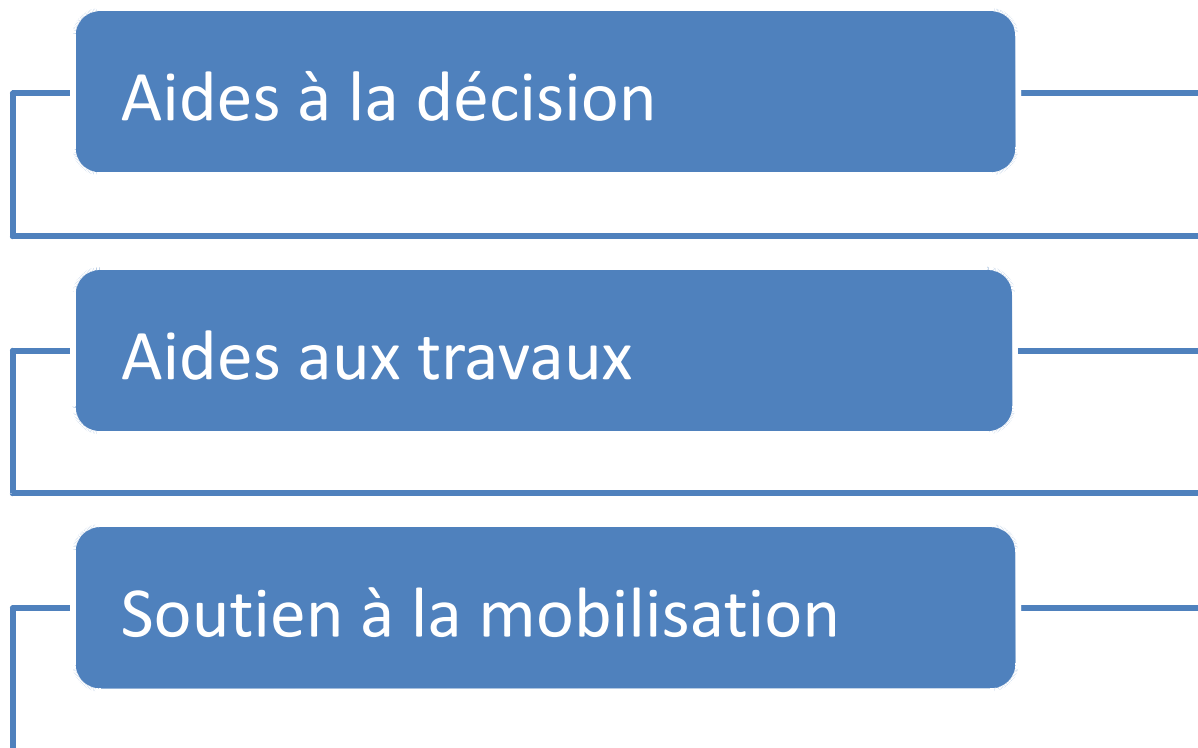 Aides à la décision
Aides aux travaux
Soutien à la mobilisation